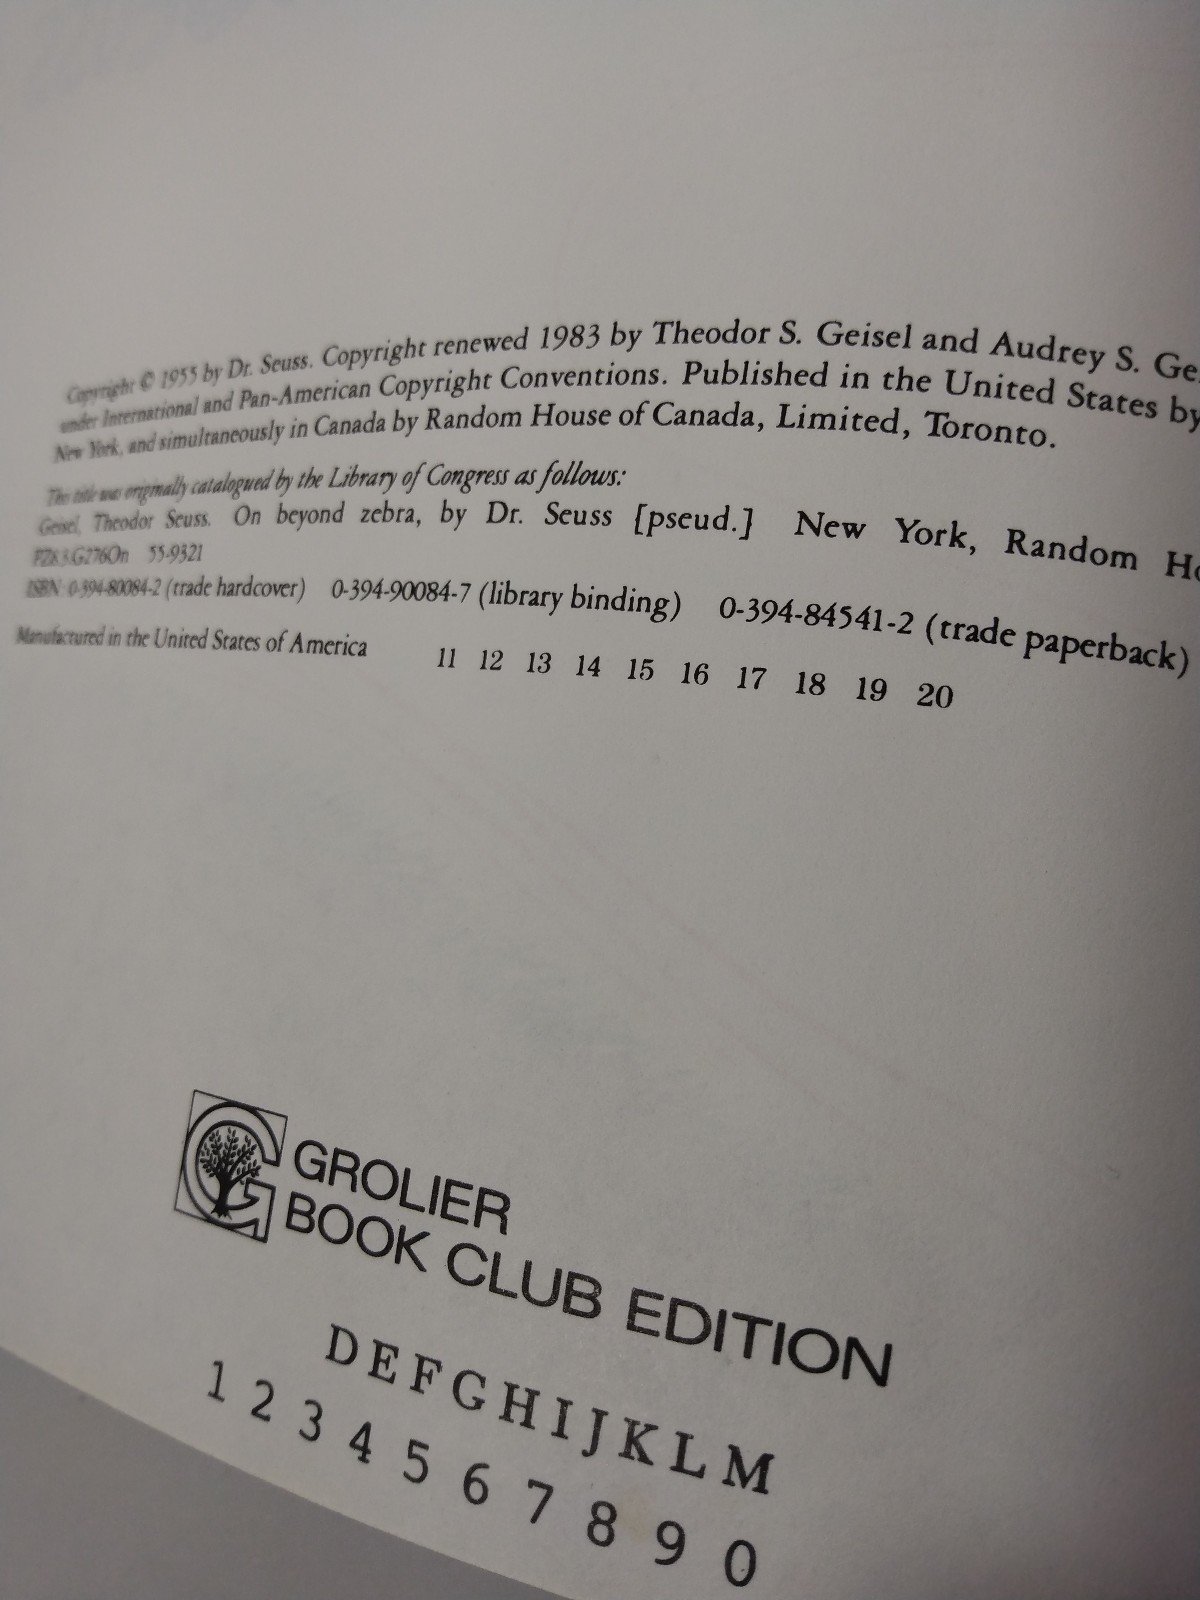 Copyright © 1955 by Dr. Seuss. Copyright renewed 1983 by Theodor S. Geisel and Audrey S. Ge
under International and Pan-American Copyright Conventions. Published in the United States by
New York, and simultaneously in Canada by Random House of Canada, Limited, Toronto.
This title was originally catalogued by the Library of Congress as follows:
Geisel, Theodor Seuss. On beyond zebra, by Dr. Seuss [pseud.] New York, Random Ho
PZ8.3.G276On 55-9321
ISBN: 0-394-80084-2 (trade hardcover) 0-394-90084-7 (library binding) 0-394-84541-2 (trade paperback)
Manufactured in the United States of America 11 12 13 14 15 16 17 18 19 20
GROLIER
BOOK CLUB EDITION
D E F G H I J K L M
1 2 3 4 5 6 7 8 9 0